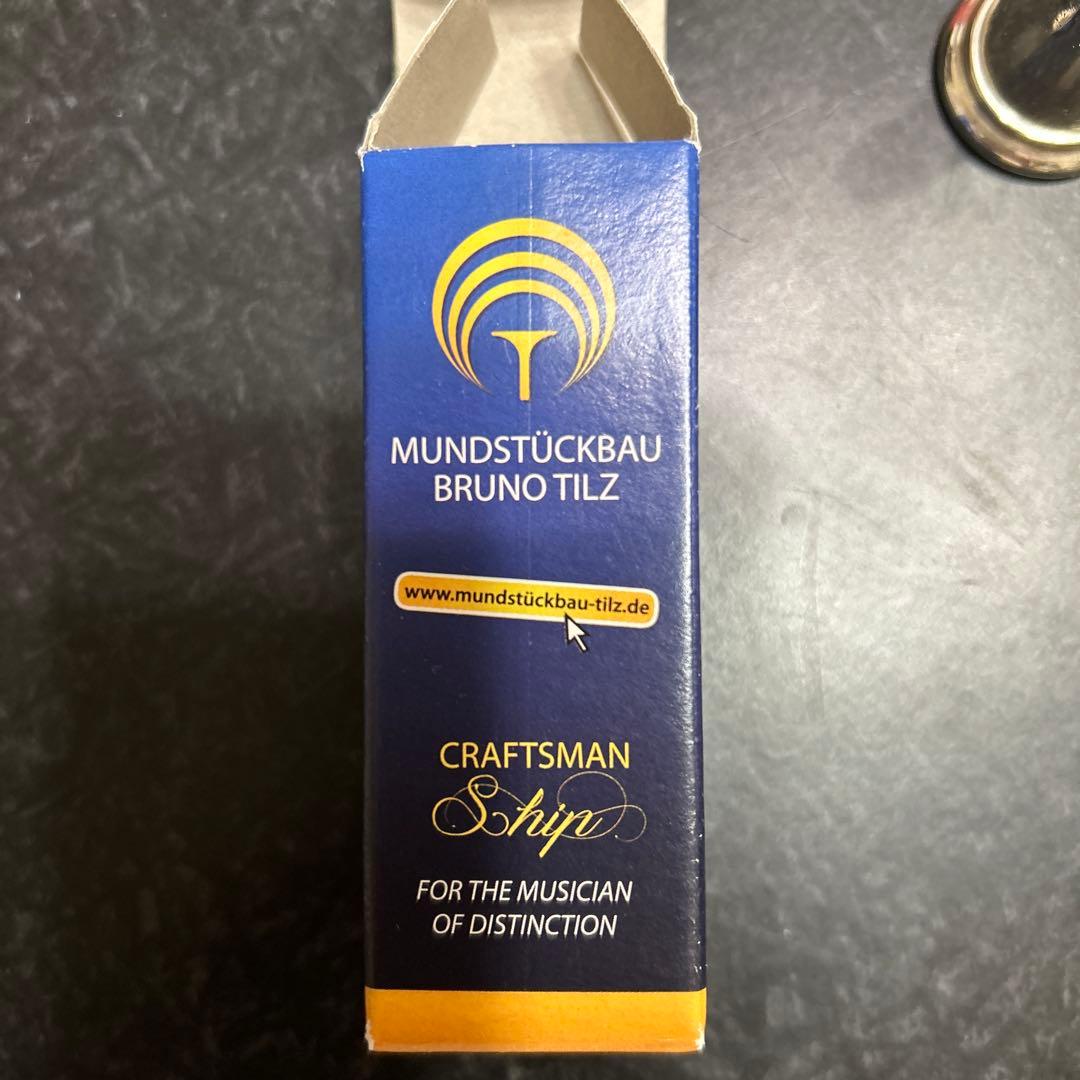 MUNDSTÜCKBAU
BRUNO TILZ
www.mundstückbau-tilz.de
CRAFTSMAN
Ship
FOR THE MUSICIAN
OF DISTINCTION